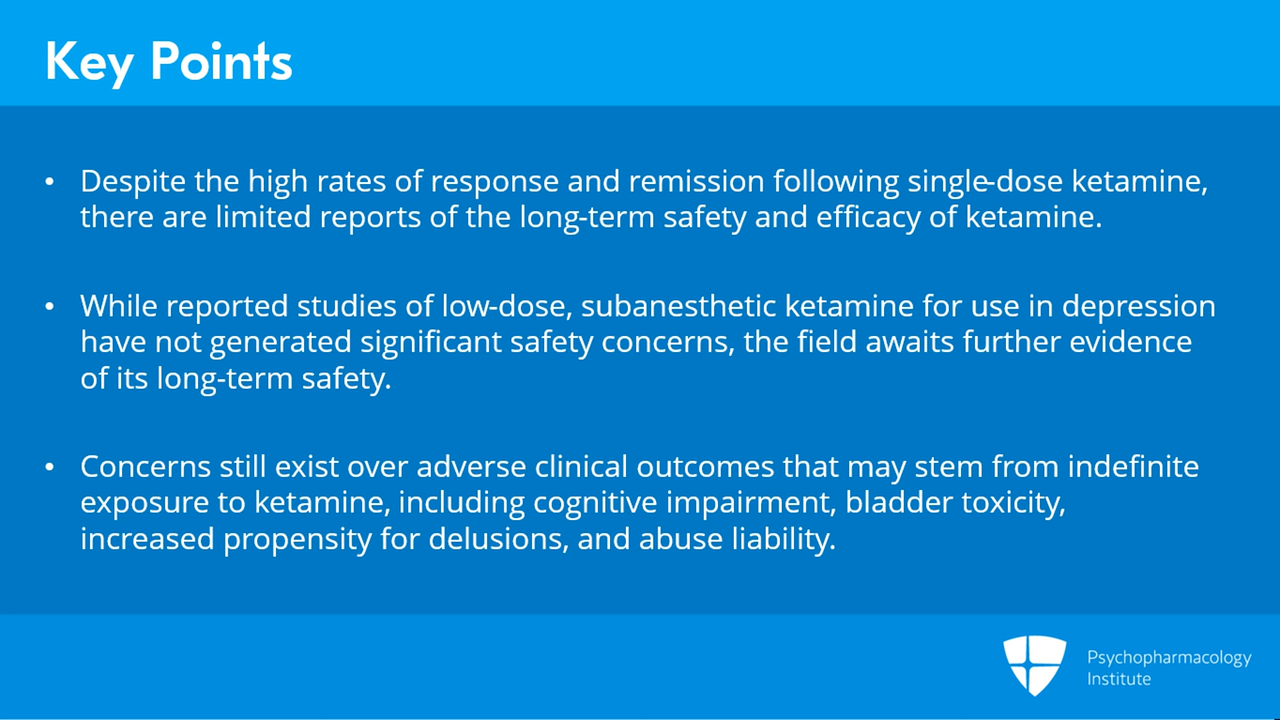 Key Points
• Despite the high rates of response and remission following single-dose ketamine,
there are limited reports of the long-term safety and efficacy of ketamine.
• While reported studies of low-dose, subanesthetic ketamine for use in depression
have not generated significant safety concerns, the field awaits further evidence
of its long-term safety.
• Concerns still exist over adverse clinical outcomes that may stem from indefinite
exposure to ketamine, including cognitive impairment, bladder toxicity,
increased propensity for delusions, and abuse liability.
Psychopharmacology
Institute